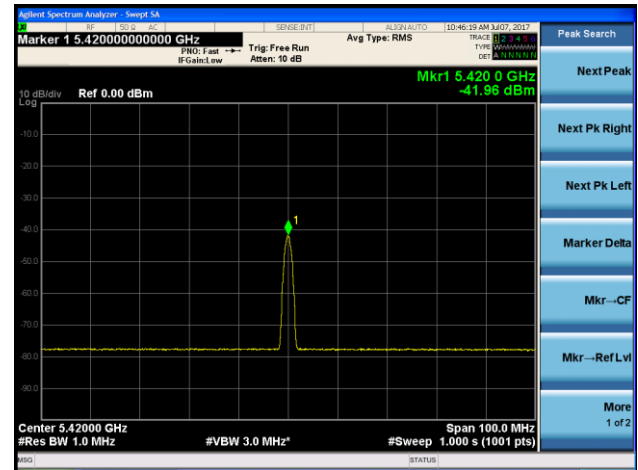 Agilent Spectrum Analyzer - Swept SA
RF 50 Ω AC SENSE:INT ALIGN AUTO 10:46:19 AM Jul 07, 2017
Marker 1 5.420000000000 GHz
PNO: Fast
IFGain:Low
Trig: Free Run
Atten: 10 dB
Avg Type: RMS
TRACE 1 2 3 4 5 6
TYPE
DET A N N N N N
Peak Search
Mkr1 5.420 0 GHz
-41.96 dBm
10 dB/div Ref 0.00 dBm
Log
-10.0
-20.0
-30.0
-40.0
-50.0
-60.0
-70.0
-80.0
-90.0
1
Center 5.42000 GHz Span 100.0 MHz
#Res BW 1.0 MHz #VBW 3.0 MHz* #Sweep 1.000 s (1001 pts)
MSG STATUS
Next Peak
Next Pk Right
Next Pk Left
Marker Delta
Mkr→CF
Mkr→Ref Lvl
More
1 of 2